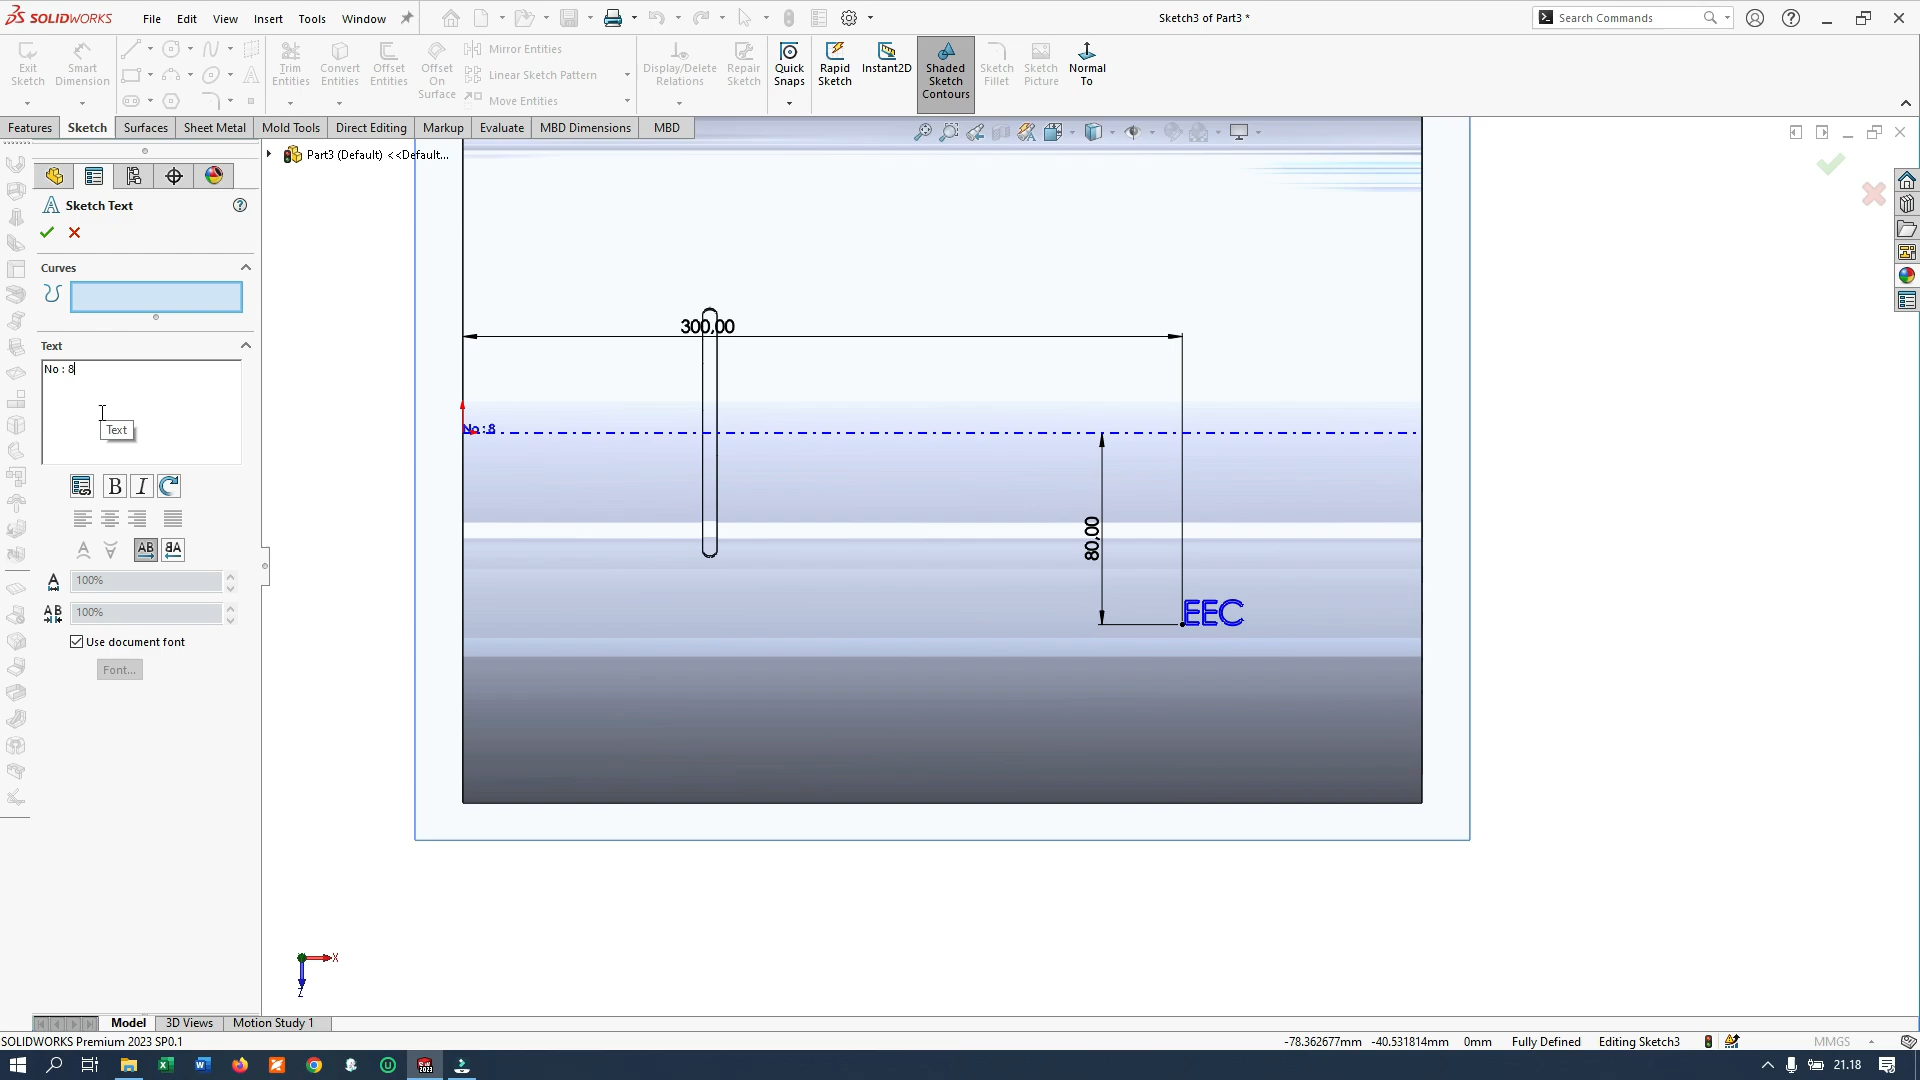 SOLIDWORKS File Edit View Insert Tools Window Sketch3 of Part3 * Search Commands
Exit Sketch
Smart Dimension
Trim Entities
Convert Entities
Offset Entities
Offset On Surface
Mirror Entities
Linear Sketch Pattern
Move Entities
Display/Delete Relations
Repair Sketch
Quick Snaps
Rapid Sketch
Instant2D
Shaded Sketch Contours
Sketch Fillet
Sketch Picture
Normal To
Features Sketch Surfaces Sheet Metal Mold Tools Direct Editing Markup Evaluate MBD Dimensions MBD
Part3 (Default) <<Default...
Sketch Text
Curves
Text
No : 8
Text
B I
AB
100%
AB
100%
Use document font
Font...
300,00
No : 8
80,00
EEC
X
Z
Model 3D Views Motion Study 1
SOLIDWORKS Premium 2023 SP0.1 -78.362677mm -40.531814mm 0mm Fully Defined Editing Sketch3 MMGS
21.18